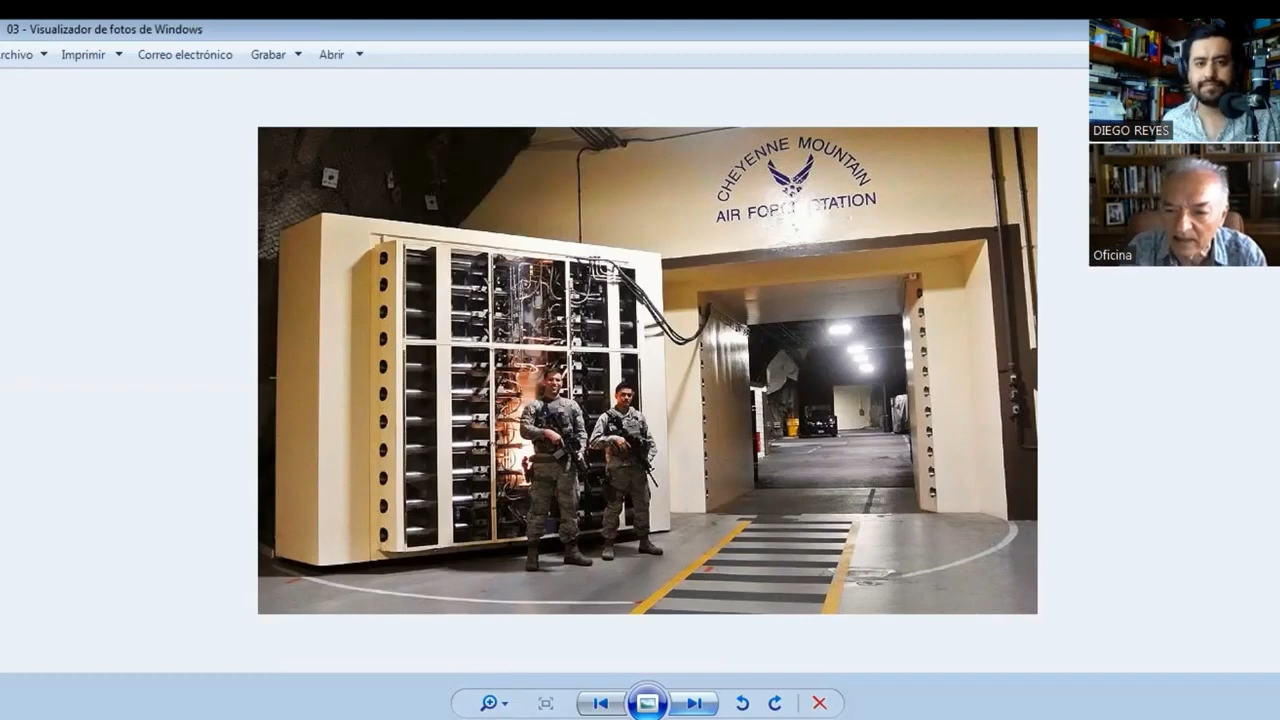 03 - Visualizador de fotos de Windows
rchivo Imprimir Correo electrónico Grabar Abrir
DIEGO REYES
Oficina
CHEYENNE MOUNTAIN
AIR FORCE STATION